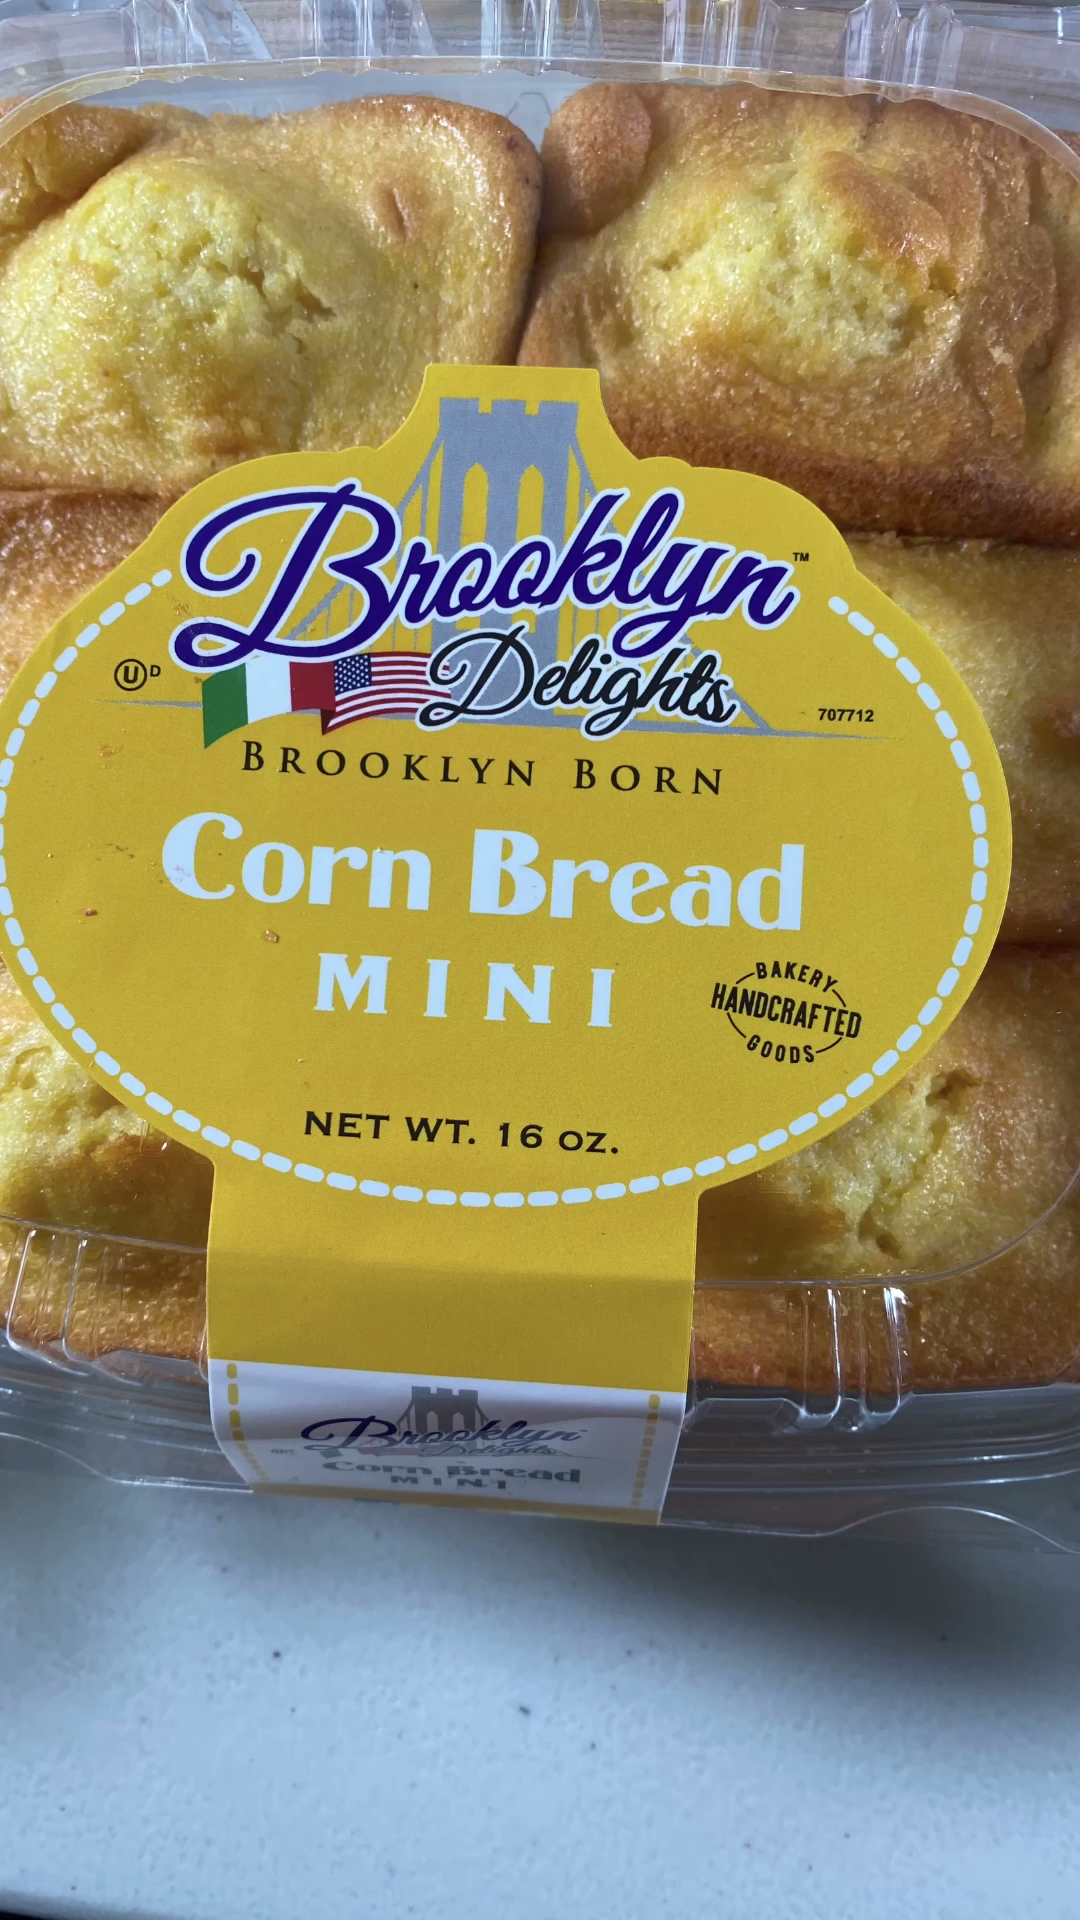 Brooklyn™
Delights
ⓊD
707712
BROOKLYN BORN
Corn Bread
MINI
BAKERY
HANDCRAFTED
GOODS
NET WT. 16 OZ.
Brooklyn
Delights
Corn Bread
MINI